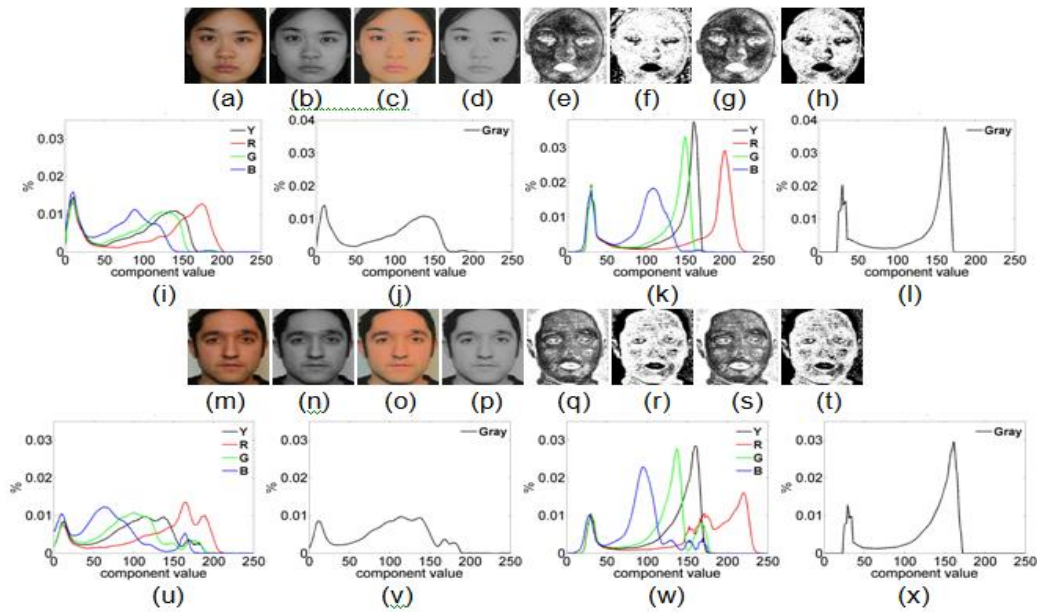 (a) (b) (c) (d) (e) (f) (g) (h)
0.03 0.02 0.01 0
%
Y
R
G
B
0 50 100 150 200 250
component value
(i)
0.04 0.03 0.02 0.01 0
%
Gray
0 50 100 150 200 250
component value
(j)
0.03 0.02 0.01 0
%
Y
R
G
B
0 50 100 150 200 250
component value
(k)
0.04 0.03 0.02 0.01 0
%
Gray
0 50 100 150 200 250
component value
(l)
(m) (n) (o) (p) (q) (r) (s) (t)
0.03 0.02 0.01 0
%
Y
R
G
B
0 50 100 150 200 250
component value
(u)
0.03 0.02 0.01 0
%
Gray
0 50 100 150 200 250
component value
(v)
0.03 0.02 0.01 0
%
Y
R
G
B
0 50 100 150 200 250
component value
(w)
0.03 0.02 0.01 0
%
Gray
0 50 100 150 200 250
component value
(x)